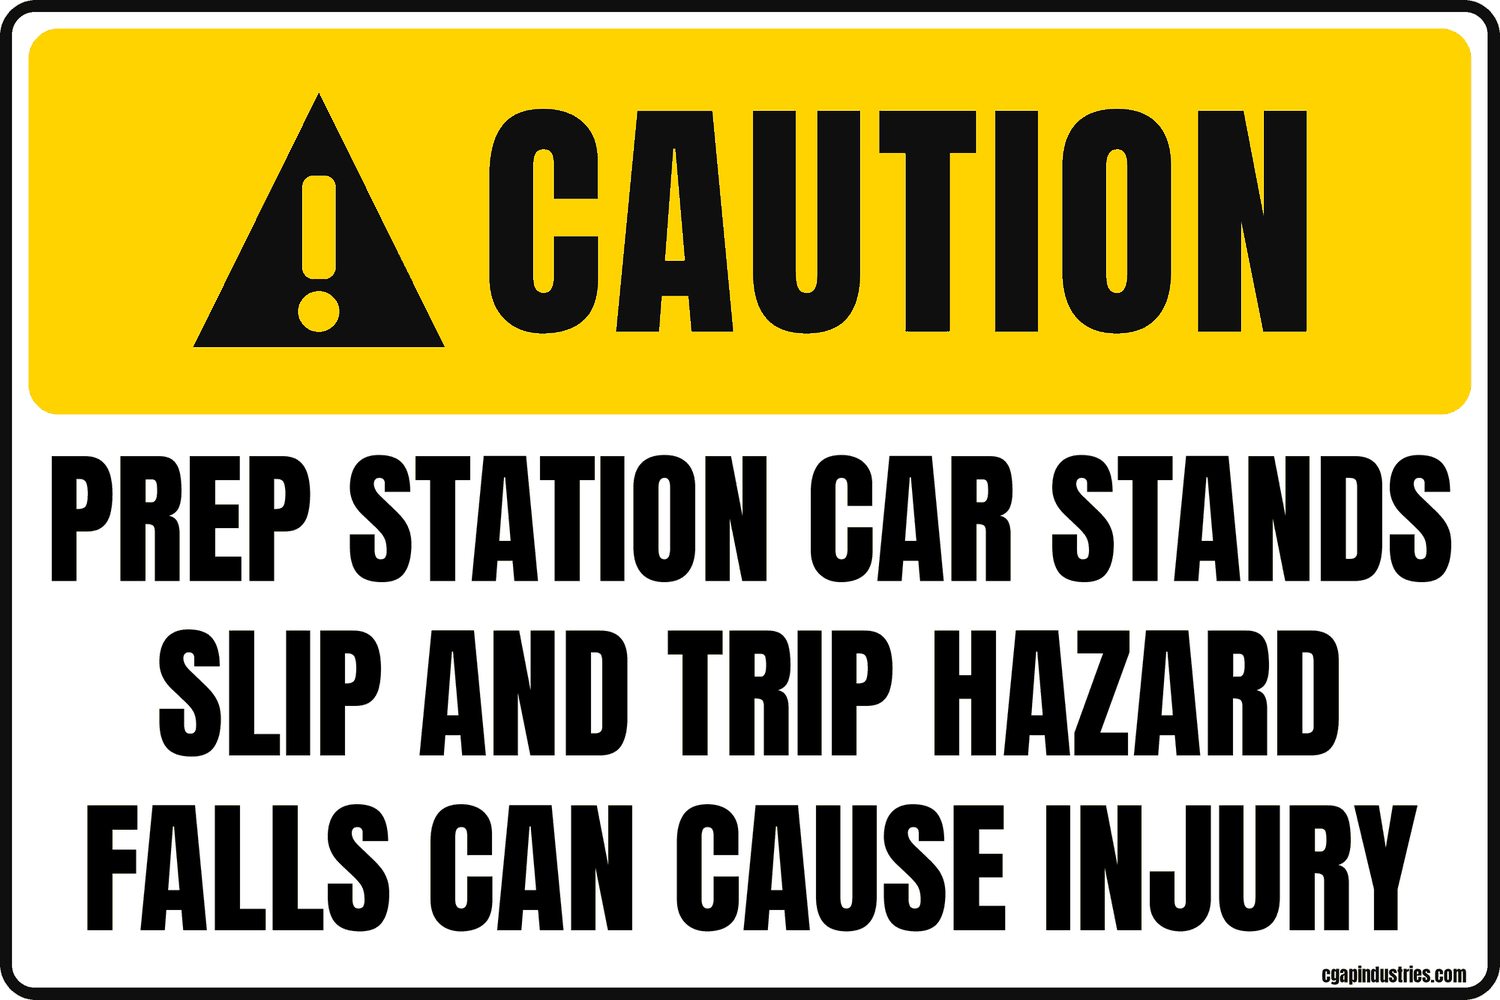 CAUTION
PREP STATION CAR STANDS
SLIP AND TRIP HAZARD
FALLS CAN CAUSE INJURY
cgapindustries.com